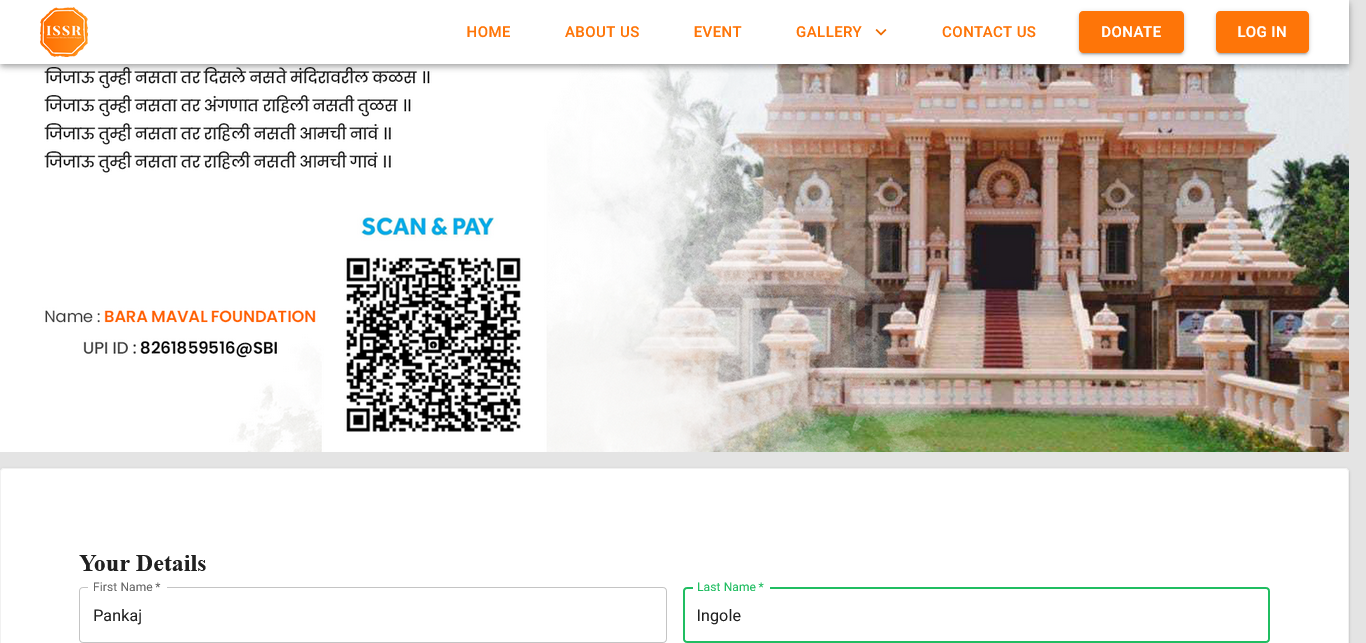 ISSR
HOME ABOUT US EVENT GALLERY CONTACT US DONATE LOG IN
जिजाऊ तुम्ही नसता तर दिसले नसते मंदिरावरील कळस ॥
जिजाऊ तुम्ही नसता तर अंगणात राहिली नसती तुळस ॥
जिजाऊ तुम्ही नसता तर राहिली नसती आमची नावं ॥
जिजाऊ तुम्ही नसता तर राहिली नसती आमची गावं ॥
SCAN & PAY
Name : BARA MAVAL FOUNDATION
UPI ID : 8261859516@SBI
Your Details
First Name * Last Name *
Pankaj Ingole